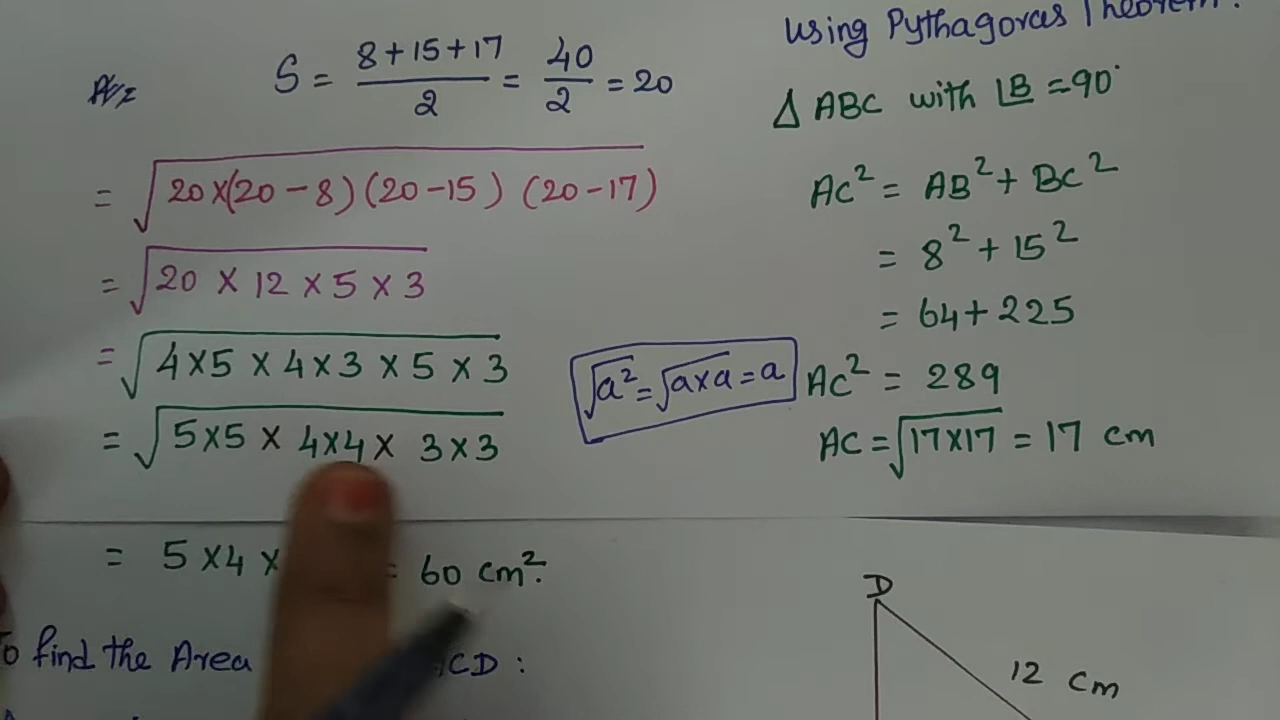 S = 8+15+17/2 = 40/2 = 20
= √20×(20-8)(20-15)(20-17)
= √20 × 12 × 5 × 3
= √4×5 × 4×3 × 5 × 3
= √5×5 × 4×4 × 3×3
= 5×4× = 60 cm².
To find the Area CD :
√a² = √a×a = a
Using Pythagoras Theorem.
Δ ABC with ∠B = 90°
AC² = AB² + BC²
= 8² + 15²
= 64 + 225
AC² = 289
AC = √17×17 = 17 cm
D
12 cm